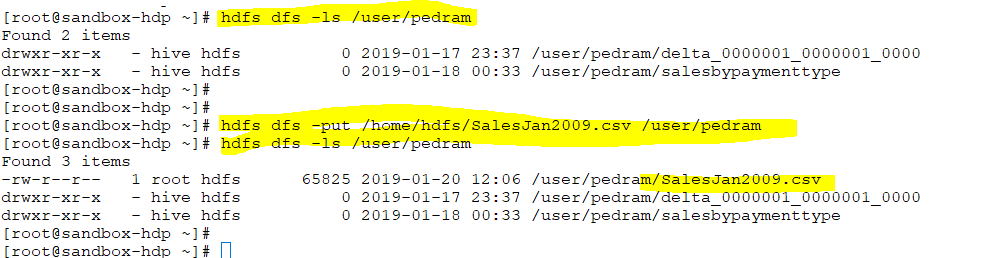 [root@sandbox-hdp ~]# hdfs dfs -ls /user/pedram
Found 2 items
drwxr-xr-x   - hive hdfs          0 2019-01-17 23:37 /user/pedram/delta_0000001_0000001_0000
drwxr-xr-x   - hive hdfs          0 2019-01-18 00:33 /user/pedram/salesbypaymenttype
[root@sandbox-hdp ~]#
[root@sandbox-hdp ~]#
[root@sandbox-hdp ~]# hdfs dfs -put /home/hdfs/SalesJan2009.csv /user/pedram
[root@sandbox-hdp ~]# hdfs dfs -ls /user/pedram
Found 3 items
-rw-r--r--   1 root hdfs      65825 2019-01-20 12:06 /user/pedram/SalesJan2009.csv
drwxr-xr-x   - hive hdfs          0 2019-01-17 23:37 /user/pedram/delta_0000001_0000001_0000
drwxr-xr-x   - hive hdfs          0 2019-01-18 00:33 /user/pedram/salesbypaymenttype
[root@sandbox-hdp ~]#
[root@sandbox-hdp ~]#